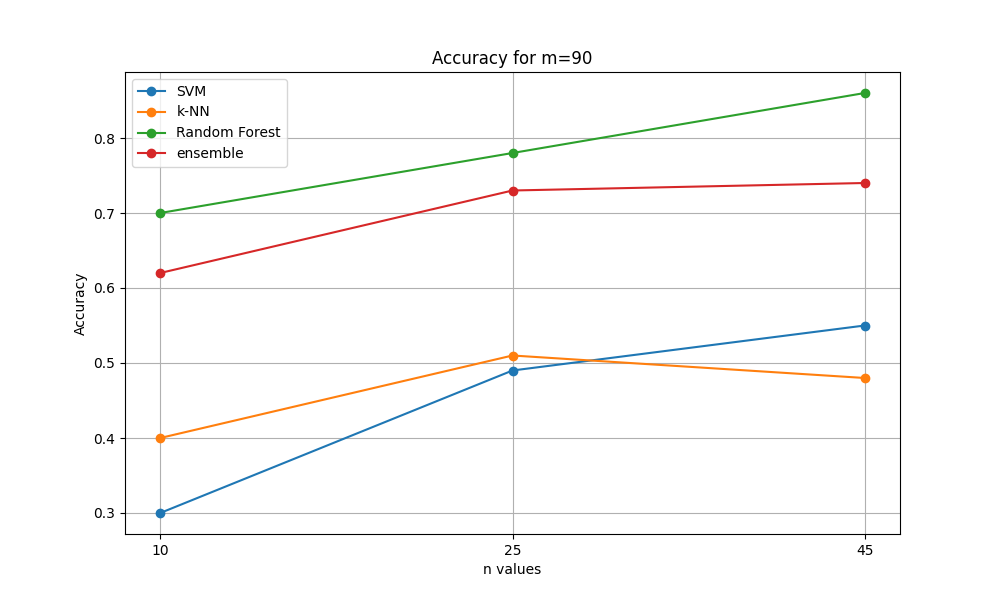 Accuracy for m=90
SVM
k-NN
Random Forest
ensemble
0.8
0.7
0.6
0.5
0.4
0.3
Accuracy
10 25 45
n values